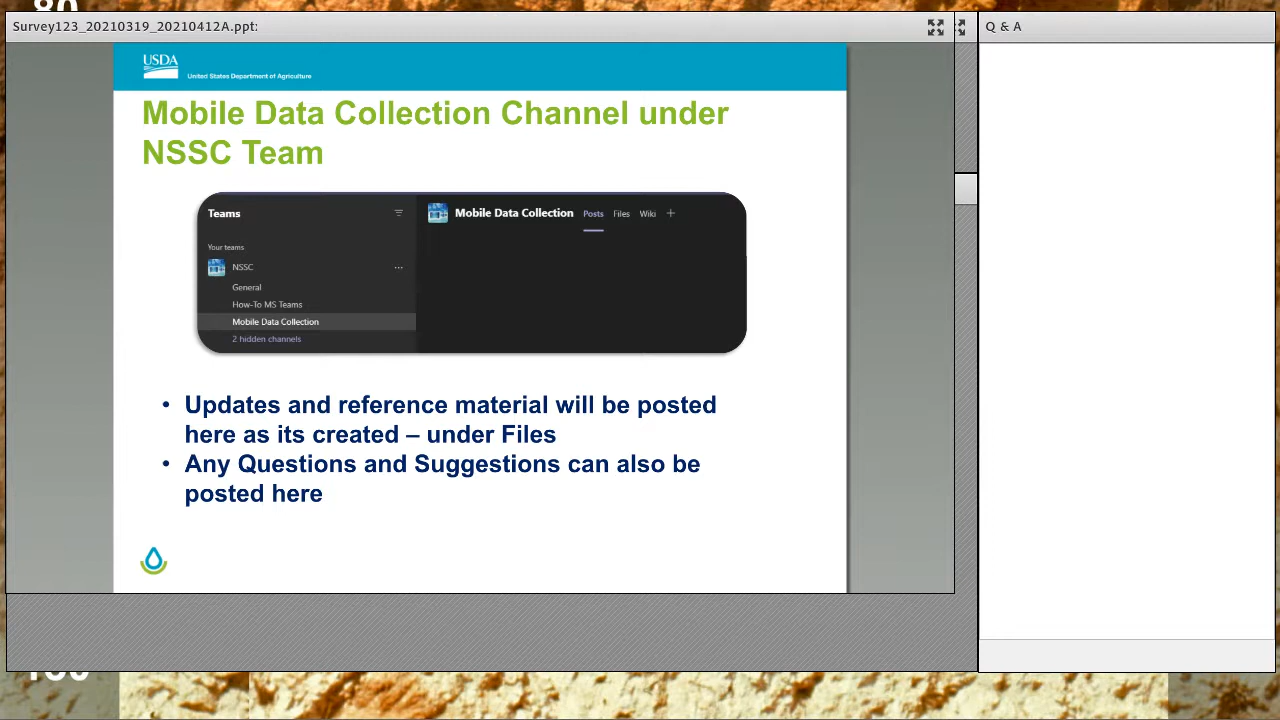 Survey123_20210319_20210412A.ppt:
Q & A
USDA
United States Department of Agriculture
Mobile Data Collection Channel under
NSSC Team
Teams
Your teams
NSSC
General
How-To MS Teams
Mobile Data Collection
2 hidden channels
Mobile Data Collection Posts Files Wiki +
• Updates and reference material will be posted
here as its created – under Files
• Any Questions and Suggestions can also be
posted here